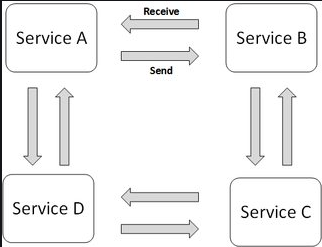 Receive
Service A
Service B
Send
Service D
Service C